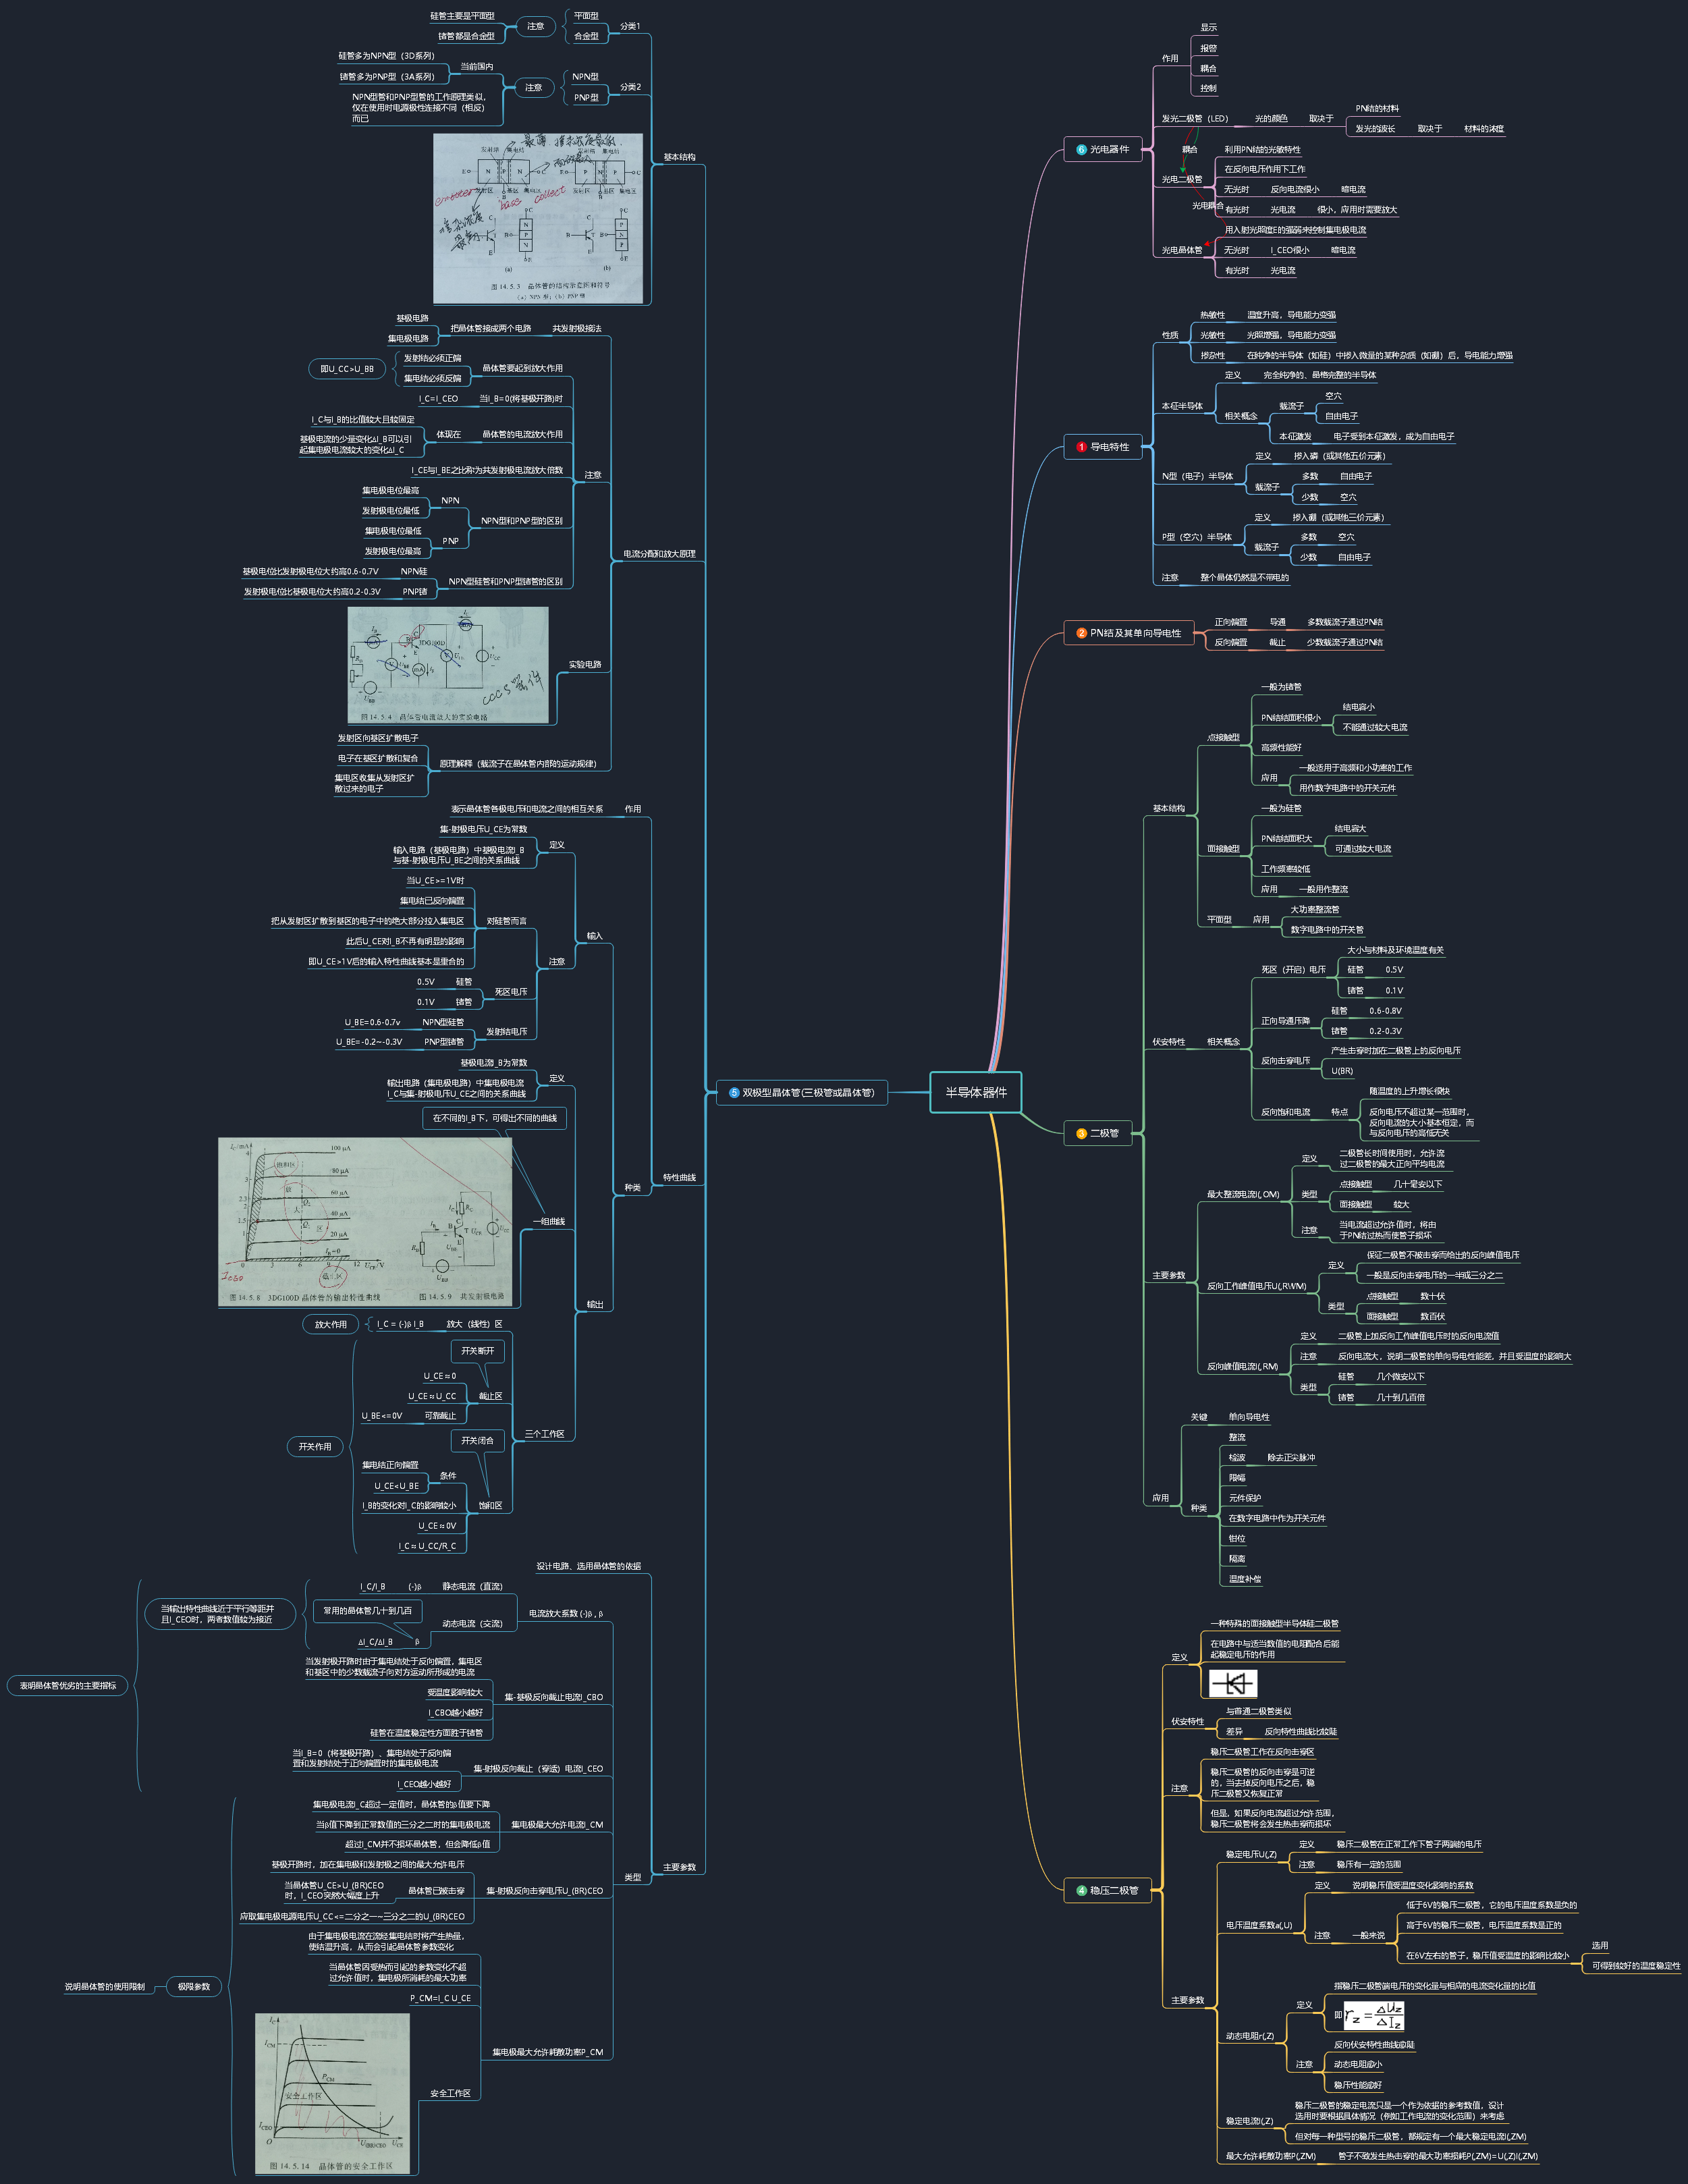 半导体器件
1 导电特性
性质
热敏性
温度升高，导电能力变强
光敏性
光照增强，导电能力变强
掺杂性
在纯净的半导体（如硅）中掺入微量的某种杂质（如硼）后，导电能力增强
本征半导体
定义
完全纯净的、晶格完整的半导体
相关概念
载流子
空穴
自由电子
本征激发
电子受到本征激发，成为自由电子
N型（电子）半导体
定义
掺入磷（或其他五价元素）
载流子
多数
自由电子
少数
空穴
P型（空穴）半导体
定义
掺入硼（或其他三价元素）
载流子
多数
空穴
少数
自由电子
注意
整个晶体仍然是不带电的
2 PN结及其单向导电性
正向偏置
导通
多数载流子通过PN结
反向偏置
截止
少数载流子通过PN结
3 二极管
基本结构
点接触型
一般为锗管
PN结结面积很小
结电容小
不能通过较大电流
高频性能好
应用
一般适用于高频和小功率的工作
用作数字电路中的开关元件
面接触型
一般为硅管
PN结结面积大
结电容大
可通过较大电流
工作频率较低
应用
一般用作整流
平面型
应用
大功率整流管
数字电路中的开关管
伏安特性
相关概念
死区（开启）电压
大小与材料及环境温度有关
硅管
0.5V
锗管
0.1V
正向导通压降
硅管
0.6-0.8V
锗管
0.2-0.3V
反向击穿电压
产生击穿时加在二极管上的反向电压
U(BR)
反向饱和电流
特点
随温度的上升增长很快
反向电压不超过某一范围时，
反向电流的大小基本恒定，而
与反向电压的高低无关
主要参数
最大整流电流I(,OM)
定义
二极管长时间使用时，允许流
过二极管的最大正向平均电流
类型
点接触型
几十毫安以下
面接触型
较大
注意
当电流超过允许值时，将由
于PN结过热而使管子损坏
反向工作峰值电压U(,RWM)
定义
保证二极管不被击穿而给出的反向峰值电压
一般是反向击穿电压的一半或三分之二
类型
点接触型
数十伏
面接触型
数百伏
反向峰值电流I(,RM)
定义
二极管上加反向工作峰值电压时的反向电流值
注意
反向电流大，说明二极管的单向导电性能差，并且受温度的影响大
类型
硅管
几个微安以下
锗管
几十到几百倍
应用
关键
单向导电性
种类
整流
检波
除去正尖脉冲
限幅
元件保护
在数字电路中作为开关元件
钳位
隔离
温度补偿
4 稳压二极管
定义
一种特殊的面接触型半导体硅二极管
在电路中与适当数值的电阻配合后能
起稳定电压的作用
伏安特性
与普通二极管类似
差异
反向特性曲线比较陡
注意
稳压二极管工作在反向击穿区
稳压二极管的反向击穿是可逆
的，当去掉反向电压之后，稳
压二极管又恢复正常
但是，如果反向电流超过允许范围，
稳压二极管将会发生热击穿而损坏
主要参数
稳定电压U(,Z)
定义
稳压二极管在正常工作下管子两端的电压
注意
稳压有一定的范围
电压温度系数a(,U)
定义
说明稳压值受温度变化影响的系数
注意
一般来说
低于6V的稳压二极管，它的电压温度系数是负的
高于6V的稳压二极管，电压温度系数是正的
在6V左右的管子，稳压值受温度的影响比较小
选用
可得到较好的温度稳定性
动态电阻r(,Z)
定义
指稳压二极管端电压的变化量与相应的电流变化量的比值
即 r_z = ΔU_z/ΔI_z
注意
反向伏安特性曲线愈陡
动态电阻愈小
稳压性能愈好
稳定电流I(,Z)
稳压二极管的稳定电流只是一个作为依据的参考数值，设计
选用时要根据具体情况（例如工作电流的变化范围）来考虑
但对每一种型号的稳压二极管，都规定有一个最大稳定电流I(,ZM)
最大允许耗散功率P(,ZM)
管子不致发生热击穿的最大功率损耗P(,ZM)=U(,Z)I(,ZM)
5 双极型晶体管(三极管或晶体管)
基本结构
分类1
平面型
合金型
注意
硅管主要是平面型
锗管都是合金型
分类2
NPN型
PNP型
注意
当前国内
硅管多为NPN型（3D系列）
锗管多为PNP型（3A系列）
NPN型管和PNP型管的工作原理类似，
仅在使用时电源极性连接不同（相反）
而已
发射结 集电结
发射结 集电结
E N P N C
E P N P C
发射区 基区 集电区
发射区 基区 集电区
B
B
base collect
(a) (b)
图 14.5.3 晶体管的结构示意图和符号
(a) NPN 型；(b) PNP 型
电流分配和放大原理
共发射极接法
把晶体管接成两个电路
基极电路
集电极电路
注意
晶体管要起到放大作用
发射结必须正偏
集电结必须反偏
即U_CC>U_BB
当I_B=0(将基极开路)时
I_C=I_CEO
晶体管的电流放大作用
体现在
I_C与I_B的比值较大且较固定
基极电流的少量变化ΔI_B可以引
起集电极电流较大的变化ΔI_C
I_CE与I_BE之比称为共发射极电流放大倍数
NPN型和PNP型的区别
NPN
集电极电位最高
发射极电位最低
PNP
集电极电位最低
发射极电位最高
NPN型硅管和PNP型锗管的区别
NPN硅
基极电位比发射极电位大约高0.6-0.7V
PNP锗
发射极电位比基极电位大约高0.2-0.3V
实验电路
3DG100D
CCCS器件
图 14.5.4 晶体管电流放大的实验电路
原理解释（载流子在晶体管内部的运动规律）
发射区向基区扩散电子
电子在基区扩散和复合
集电区收集从发射区扩
散过来的电子
特性曲线
作用
表示晶体管各极电压和电流之间的相互关系
种类
输入
定义
集-射极电压U_CE为常数
输入电路（基极电路）中基极电流I_B
与基-射极电压U_BE之间的关系曲线
注意
对硅管而言
当U_CE>=1V时
集电结已反向偏置
把从发射区扩散到基区的电子中的绝大部分拉入集电区
此后U_CE对I_B不再有明显的影响
即U_CE>1V后的输入特性曲线基本是重合的
死区电压
硅管
0.5V
锗管
0.1V
发射结电压
NPN型硅管
U_BE=0.6-0.7v
PNP型锗管
U_BE=-0.2~-0.3V
输出
定义
基极电流I_B为常数
输出电路（集电极电路）中集电极电流
I_C与集-射极电压U_CE之间的关系曲线
一组曲线
在不同的I_B下，可得出不同的曲线
I_C/mA
100 μA
80 μA
60 μA
40 μA
20 μA
I_B=0
4
3
2.3
1.5
1
0 3 6 9 12 U_CE/V
饱和区
放大区
截止区
Q2
Q1
I_CEO
图 14.5.8 3DG100D 晶体管的输出特性曲线
图 14.5.9 共发射极电路
三个工作区
放大（线性）区
I_C = (-)β I_B
放大作用
截止区
开关断开
U_CE≈0
U_CE≈U_CC
可靠截止
U_BE<=0V
饱和区
开关闭合
条件
集电结正向偏置
U_CE<U_BE
I_B的变化对I_C的影响较小
U_CE≈0V
I_C≈U_CC/R_C
开关作用
主要参数
设计电路、选用晶体管的依据
类型
电流放大系数 (-)β , β
静态电流（直流）
(-)β
I_C/I_B
动态电流（交流）
β
ΔI_C/ΔI_B
常用的晶体管几十到几百
当输出特性曲线近于平行等距并
且I_CEO时，两者数值较为接近
集-基极反向截止电流I_CBO
当发射极开路时由于集电结处于反向偏置，集电区
和基区中的少数载流子向对方运动所形成的电流
受温度影响较大
I_CBO越小越好
硅管在温度稳定性方面胜于锗管
集-射极反向截止（穿透）电流I_CEO
当I_B=0（将基极开路）、集电结处于反向偏
置和发射结处于正向偏置时的集电极电流
I_CEO越小越好
表明晶体管优劣的主要指标
集电极最大允许电流I_CM
集电极电流I_C超过一定值时，晶体管的β值要下降
当β值下降到正常数值的三分之二时的集电极电流
超过I_CM并不损坏晶体管，但会降低β值
集-射极反向击穿电压U_(BR)CEO
基极开路时，加在集电极和发射极之间的最大允许电压
晶体管已被击穿
当晶体管U_CE>U_(BR)CEO
时，I_CEO突然大幅度上升
应取集电极电源电压U_CC<=二分之一~三分之二的U_(BR)CEO
集电极最大允许耗散功率P_CM
由于集电极电流在流经集电结时将产生热量，
使结温升高，从而会引起晶体管参数变化
当晶体管因受热而引起的参数变化不超
过允许值时，集电极所消耗的最大功率
P_CM=I_C U_CE
安全工作区
I_C
I_CM
P_CM
安全工作区
I_CEO
O
U_(BR)CEO
U_CE
图 14.5.14 晶体管的安全工作区
极限参数
说明晶体管的使用限制
6 光电器件
作用
显示
报警
耦合
控制
发光二极管（LED）
光的颜色
取决于
PN结的材料
发光的波长
取决于
材料的浓度
耦合
光电二极管
利用PN结的光敏特性
在反向电压作用下工作
无光时
反向电流很小
暗电流
有光时
光电流
很小，应用时需要放大
光电耦合
光电晶体管
用入射光照度E的强弱来控制集电极电流
无光时
I_CEO很小
暗电流
有光时
光电流